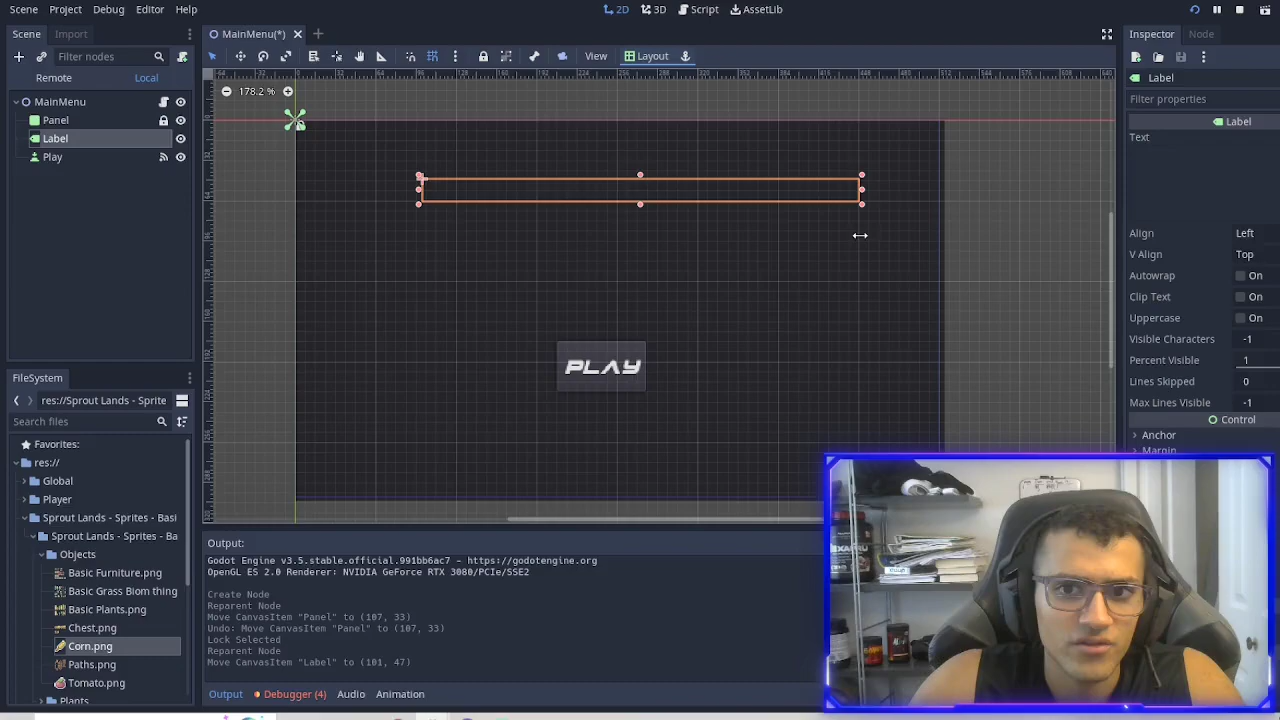 Scene Project Debug Editor Help
2D 3D Script AssetLib
Scene Import
MainMenu(*)
Inspector Node
Filter nodes
View Layout
Remote Local
178.2 %
Label
MainMenu
Panel
Label
Play
Filter properties
Label
Text
Align Left
V Align Top
Autowrap On
Clip Text On
Uppercase On
Visible Characters -1
Percent Visible 1
Lines Skipped 0
Max Lines Visible -1
Control
Anchor
Margin
PLAY
FileSystem
res://Sprout Lands - Sprite
Search files
Favorites:
res://
Global
Player
Sprout Lands - Sprites - Basi
Sprout Lands - Sprites - Ba
Objects
Basic Furniture.png
Basic Grass Biom thing
Basic Plants.png
Chest.png
Corn.png
Paths.png
Tomato.png
Plants
Output:
Godot Engine v3.5.stable.official.991bb6ac7 - https://godotengine.org
OpenGL ES 2.0 Renderer: NVIDIA GeForce RTX 3080/PCIe/SSE2
Create Node
Reparent Node
Move CanvasItem "Panel" to (107, 33)
Undo: Move CanvasItem "Panel" to (107, 33)
Lock Selected
Reparent Node
Move CanvasItem "Label" to (101, 47)
Output Debugger (4) Audio Animation